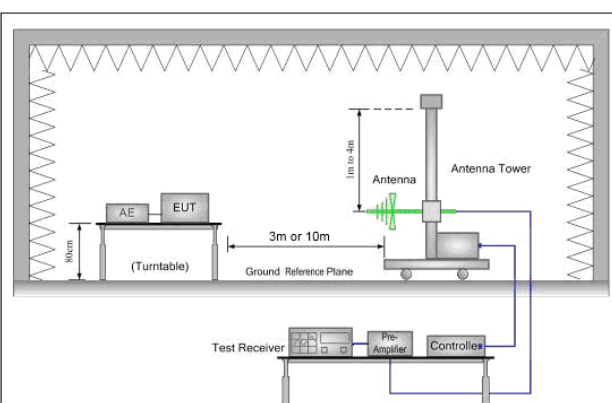 1m to 4m
Antenna
Antenna Tower
AE
EUT
80cm
3m or 10m
(Turntable)
Ground Reference Plane
Test Receiver
Pre-
Amplifier
Controller